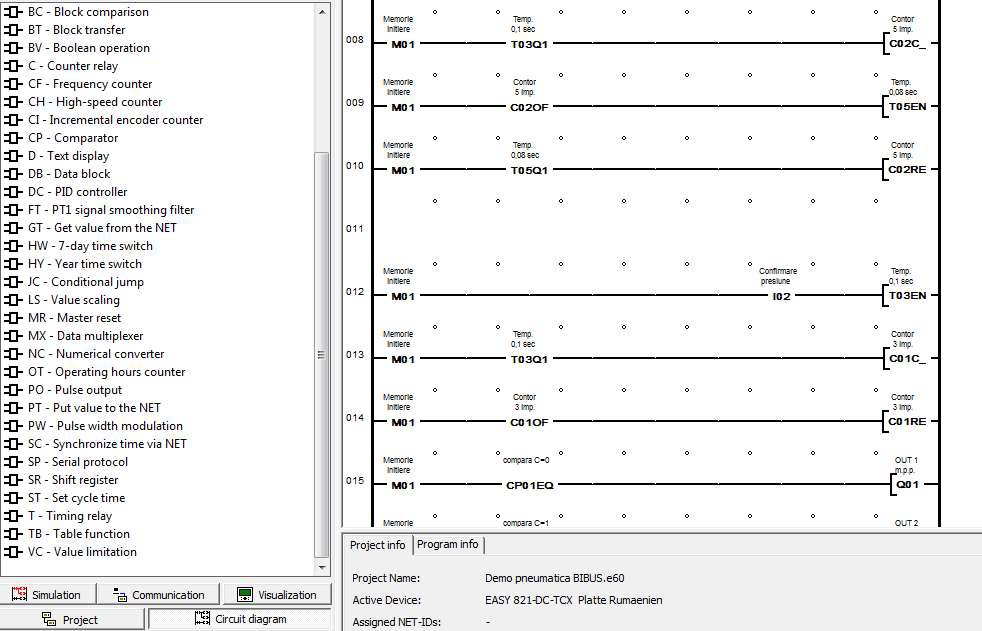 BC - Block comparison
BT - Block transfer
BV - Boolean operation
C - Counter relay
CF - Frequency counter
CH - High-speed counter
CI - Incremental encoder counter
CP - Comparator
D - Text display
DB - Data block
DC - PID controller
FT - PT1 signal smoothing filter
GT - Get value from the NET
HW - 7-day time switch
HY - Year time switch
JC - Conditional jump
LS - Value scaling
MR - Master reset
MX - Data multiplexer
NC - Numerical converter
OT - Operating hours counter
PO - Pulse output
PT - Put value to the NET
PW - Pulse width modulation
SC - Synchronize time via NET
SP - Serial protocol
SR - Shift register
ST - Set cycle time
T - Timing relay
TB - Table function
VC - Value limitation
Simulation Communication Visualization
Project Circuit diagram
Memorie Temp. Contor
Initiere 0,1 sec 5 Imp.
008 M01 T03Q1 C02C_
Memorie Contor Temp.
Initiere 5 Imp. 0,08 sec
009 M01 C02OF T05EN
Memorie Temp. Contor
Initiere 0,08 sec 5 Imp.
010 M01 T05Q1 C02RE
011
Memorie Confirmare Temp.
Initiere presiune 0,1 sec
012 M01 I02 T03EN
Memorie Temp. Contor
Initiere 0,1 sec 3 Imp.
013 M01 T03Q1 C01C_
Memorie Contor Contor
Initiere 3 Imp. 3 Imp.
014 M01 C01OF C01RE
Memorie compara C=0 OUT 1
Initiere m.p.p.
015 M01 CP01EQ Q01
Memorie compara C=1 OUT 2
Project info Program info
Project Name: Demo pneumatica BIBUS.e60
Active Device: EASY 821-DC-TCX Platte Rumaenien
Assigned NET-IDs: -